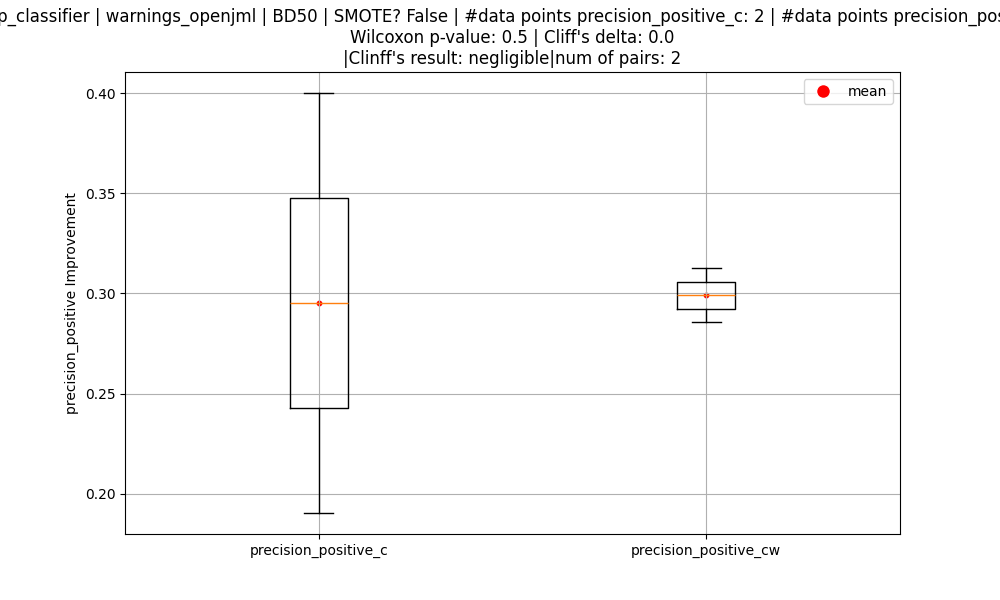 p_classifier | warnings_openjml | BD50 | SMOTE? False | #data points precision_positive_c: 2 | #data points precision_pos
Wilcoxon p-value: 0.5 | Cliff's delta: 0.0
|Clinff's result: negligible|num of pairs: 2
mean
0.40
0.35
0.30
0.25
0.20
precision_positive Improvement
precision_positive_c
precision_positive_cw